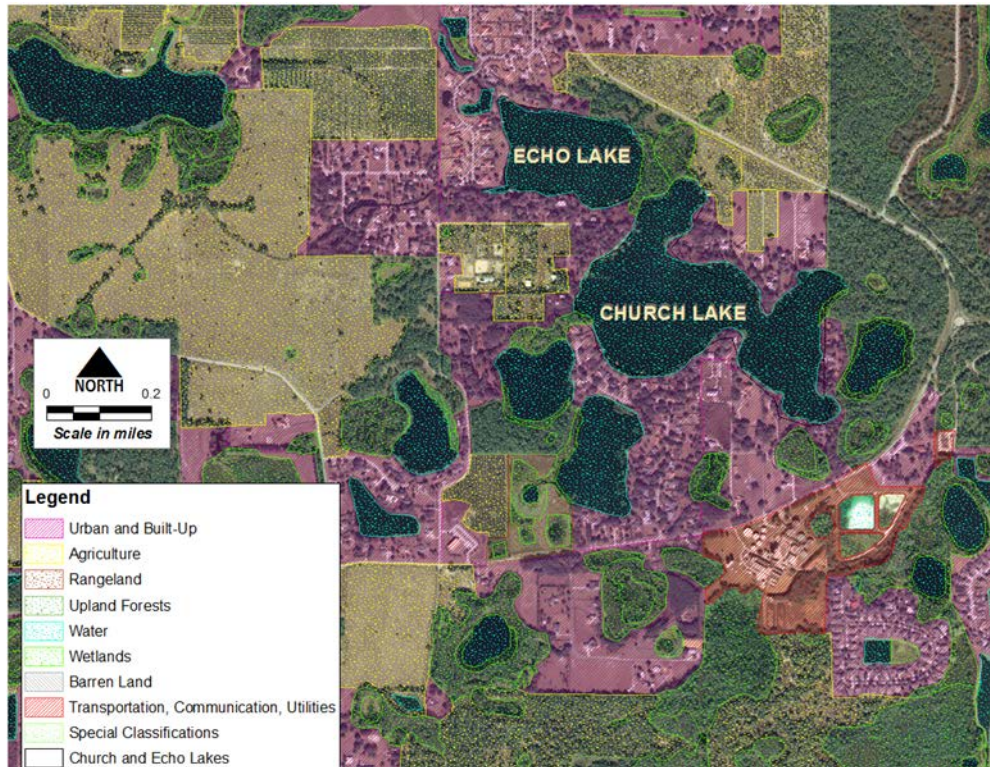 ECHO LAKE
CHURCH LAKE
NORTH
0 0.2
Scale in miles
Legend
Urban and Built-Up
Agriculture
Rangeland
Upland Forests
Water
Wetlands
Barren Land
Transportation, Communication, Utilities
Special Classifications
Church and Echo Lakes